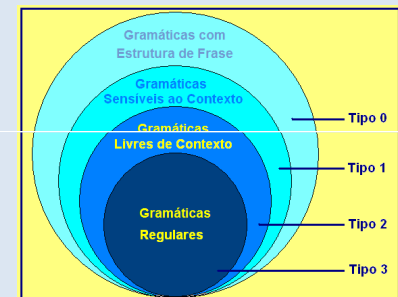 Gramáticas com
Estrutura de Frase
Gramáticas
Sensíveis ao Contexto
Gramáticas
Livres de Contexto
Gramáticas
Regulares
Tipo 0
Tipo 1
Tipo 2
Tipo 3